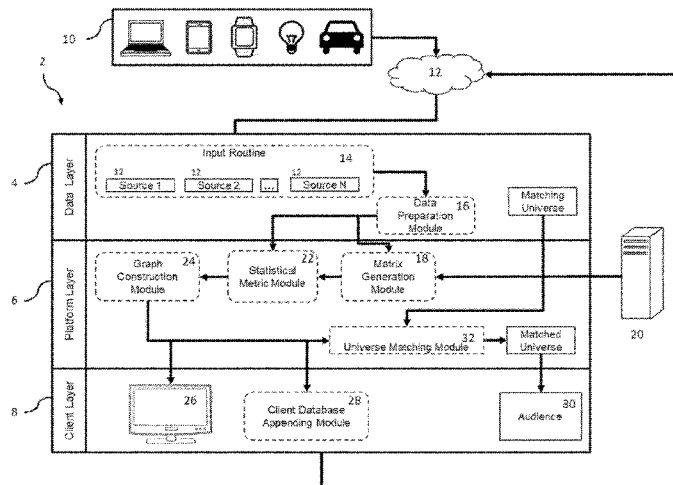 10
12
2
Input Routine
14
12
12
12
Source 1
Source 2
...
Source N
4
Data Layer
Data
Preparation
Module
16
Matching
Universe
24
Graph
Construction
Module
22
Statistical
Metric Module
18
Matrix
Generation
Module
6
Platform Layer
20
32
Universe Matching Module
Matched
Universe
8
Client Layer
26
28
Client Database
Appending Module
30
Audience